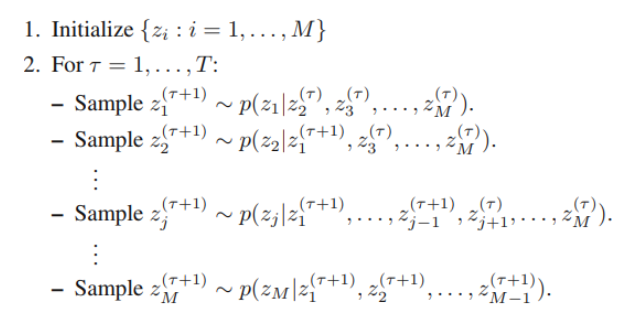 1. Initialize {z_i : i = 1, . . . , M}
2. For τ = 1, . . . , T:
– Sample z_1^{(τ+1)} ∼ p(z_1|z_2^{(τ)}, z_3^{(τ)}, . . . , z_M^{(τ)}).
– Sample z_2^{(τ+1)} ∼ p(z_2|z_1^{(τ+1)}, z_3^{(τ)}, . . . , z_M^{(τ)}).
⋮
– Sample z_j^{(τ+1)} ∼ p(z_j|z_1^{(τ+1)}, . . . , z_{j−1}^{(τ+1)}, z_{j+1}^{(τ)}, . . . , z_M^{(τ)}).
⋮
– Sample z_M^{(τ+1)} ∼ p(z_M|z_1^{(τ+1)}, z_2^{(τ+1)}, . . . , z_{M−1}^{(τ+1)}).